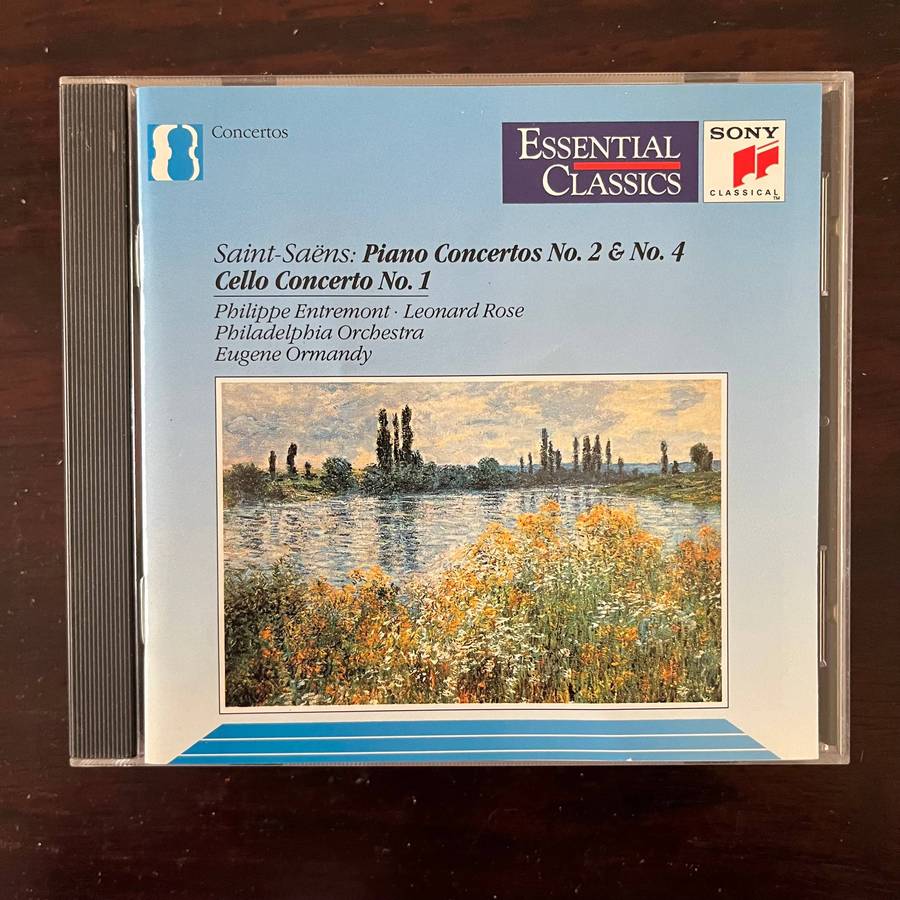 Concertos
ESSENTIAL
CLASSICS
SONY
CLASSICAL™
Saint-Saëns: Piano Concertos No. 2 & No. 4
Cello Concerto No. 1
Philippe Entremont · Leonard Rose
Philadelphia Orchestra
Eugene Ormandy